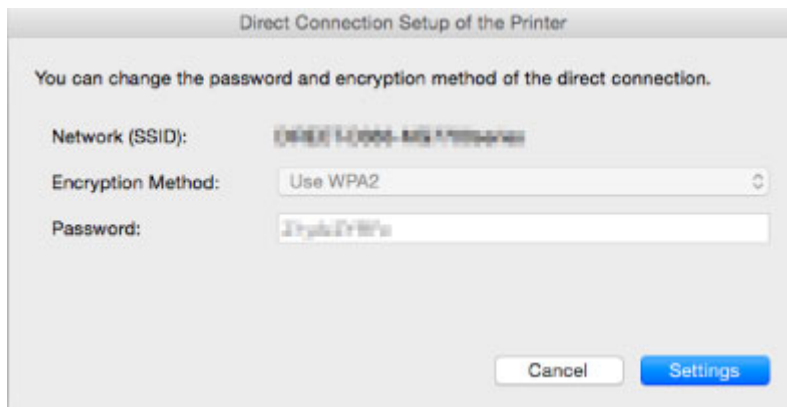 Direct Connection Setup of the Printer
You can change the password and encryption method of the direct connection.
Network (SSID):
Encryption Method: Use WPA2
Password:
Cancel Settings